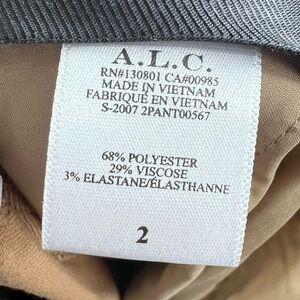 A.L.C.
RN#130801 CA#00985
MADE IN VIETNAM
FABRIQUÉ EN VIETNAM
S-2007 2PANT00567
68% POLYESTER
29% VISCOSE
3% ELASTANE/ÉLASTHANNE
2